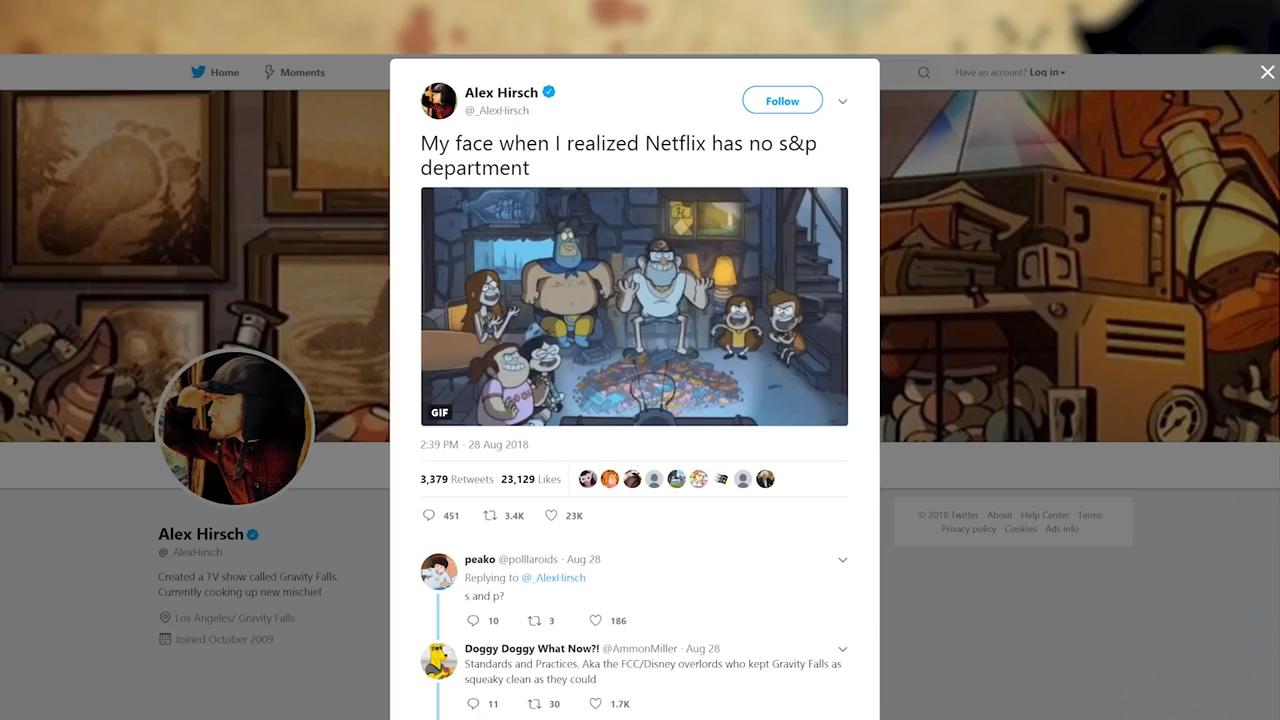 Home
Moments
Have an account? Log in
Alex Hirsch
@_AlexHirsch
Follow
My face when I realized Netflix has no s&p
department
GIF
2:39 PM - 28 Aug 2018
3,379 Retweets 23,129 Likes
451 3.4K 23K
peako @polllaroids · Aug 28
Replying to @_AlexHirsch
s and p?
10 3 186
Doggy Doggy What Now?! @AmmonMiller · Aug 28
Standards and Practices. Aka the FCC/Disney overlords who kept Gravity Falls as
squeaky clean as they could
11 30 1.7K
Alex Hirsch
@_AlexHirsch
Created a TV show called Gravity Falls.
Currently cooking up new mischief
Los Angeles/ Gravity Falls
Joined October 2009
© 2018 Twitter About Help Center Terms
Privacy policy Cookies Ads info